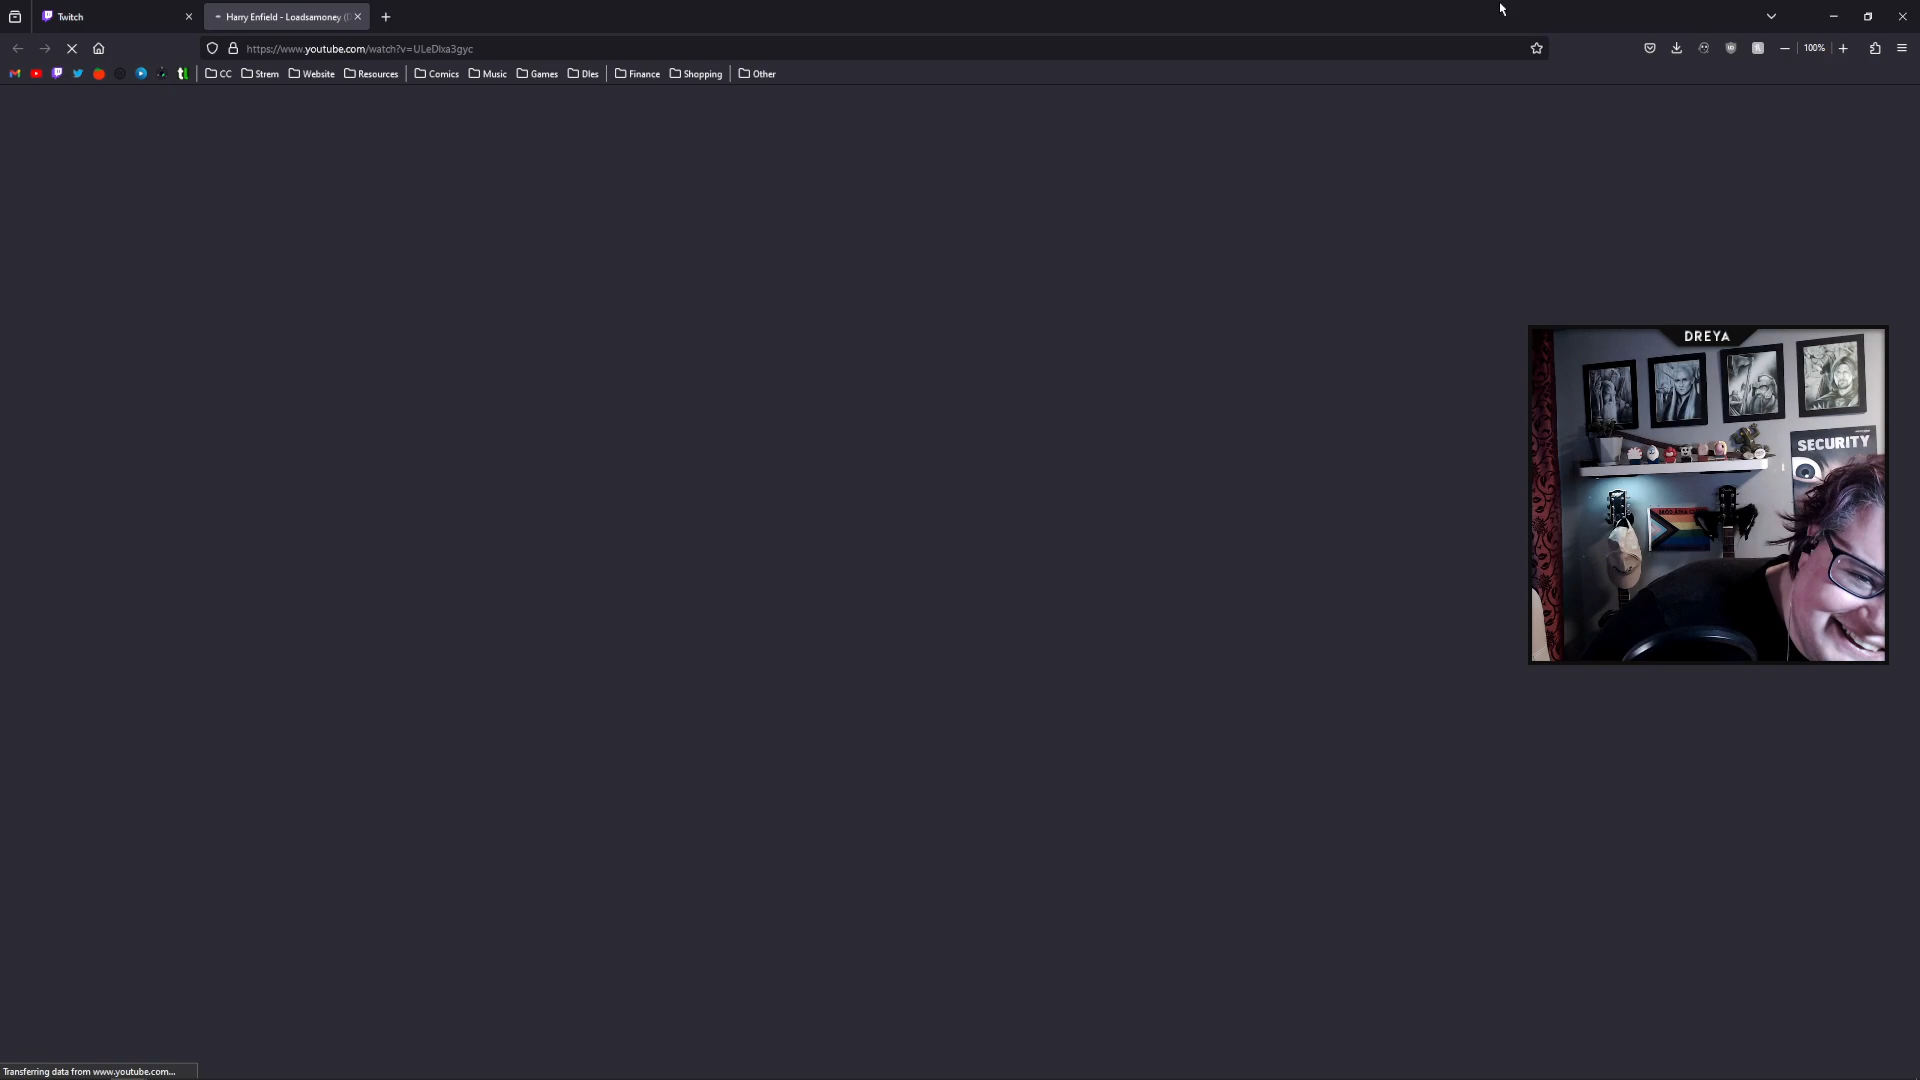 Twitch
Harry Enfield - Loadsamoney (
https://www.youtube.com/watch?v=ULeDlxa3gyc
100%
CC
Strem
Website
Resources
Comics
Music
Games
Dles
Finance
Shopping
Other
DREYA
SECURITY
Transferring data from www.youtube.com...